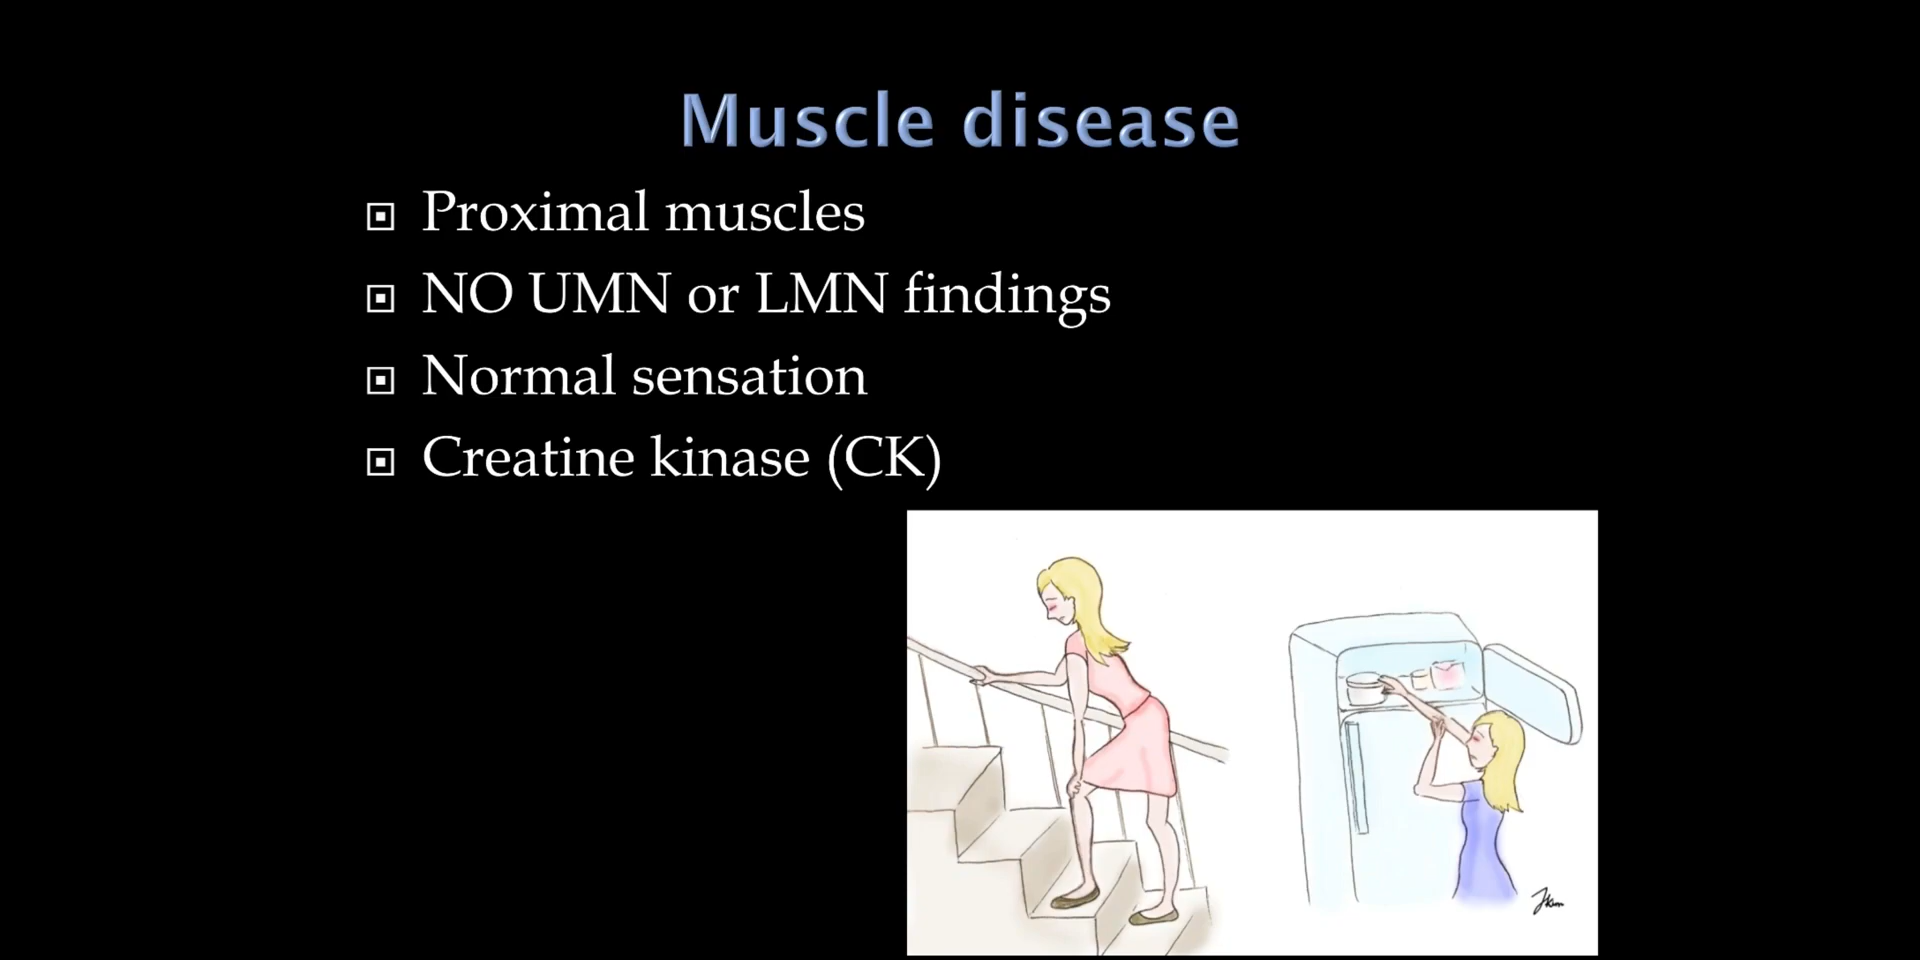 Muscle disease
Proximal muscles
NO UMN or LMN findings
Normal sensation
Creatine kinase (CK)